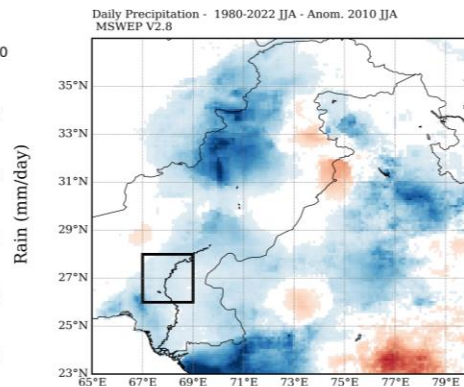 Daily Precipitation - 1980-2022 JJA - Anom. 2010 JJA
MSWEP V2.8
0
Rain (mm/day)
35°N
33°N
31°N
29°N
27°N
25°N
23°N
65°E 67°E 69°E 71°E 73°E 75°E 77°E 79°E